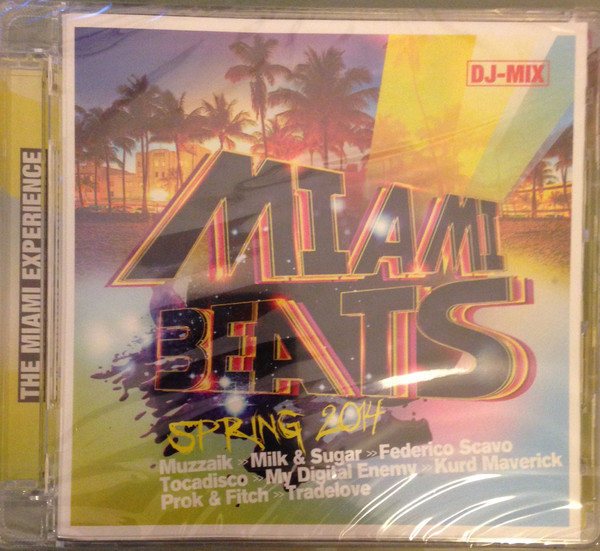 DJ-MIX
THE MIAMI EXPERIENCE
MIAMI
BEATS
SPRING 2014
Muzzaik >> Milk & Sugar >> Federico Scavo
Tocadisco >> My Digital Enemy >> Kurd Maverick
Prok & Fitch >> Tradelove